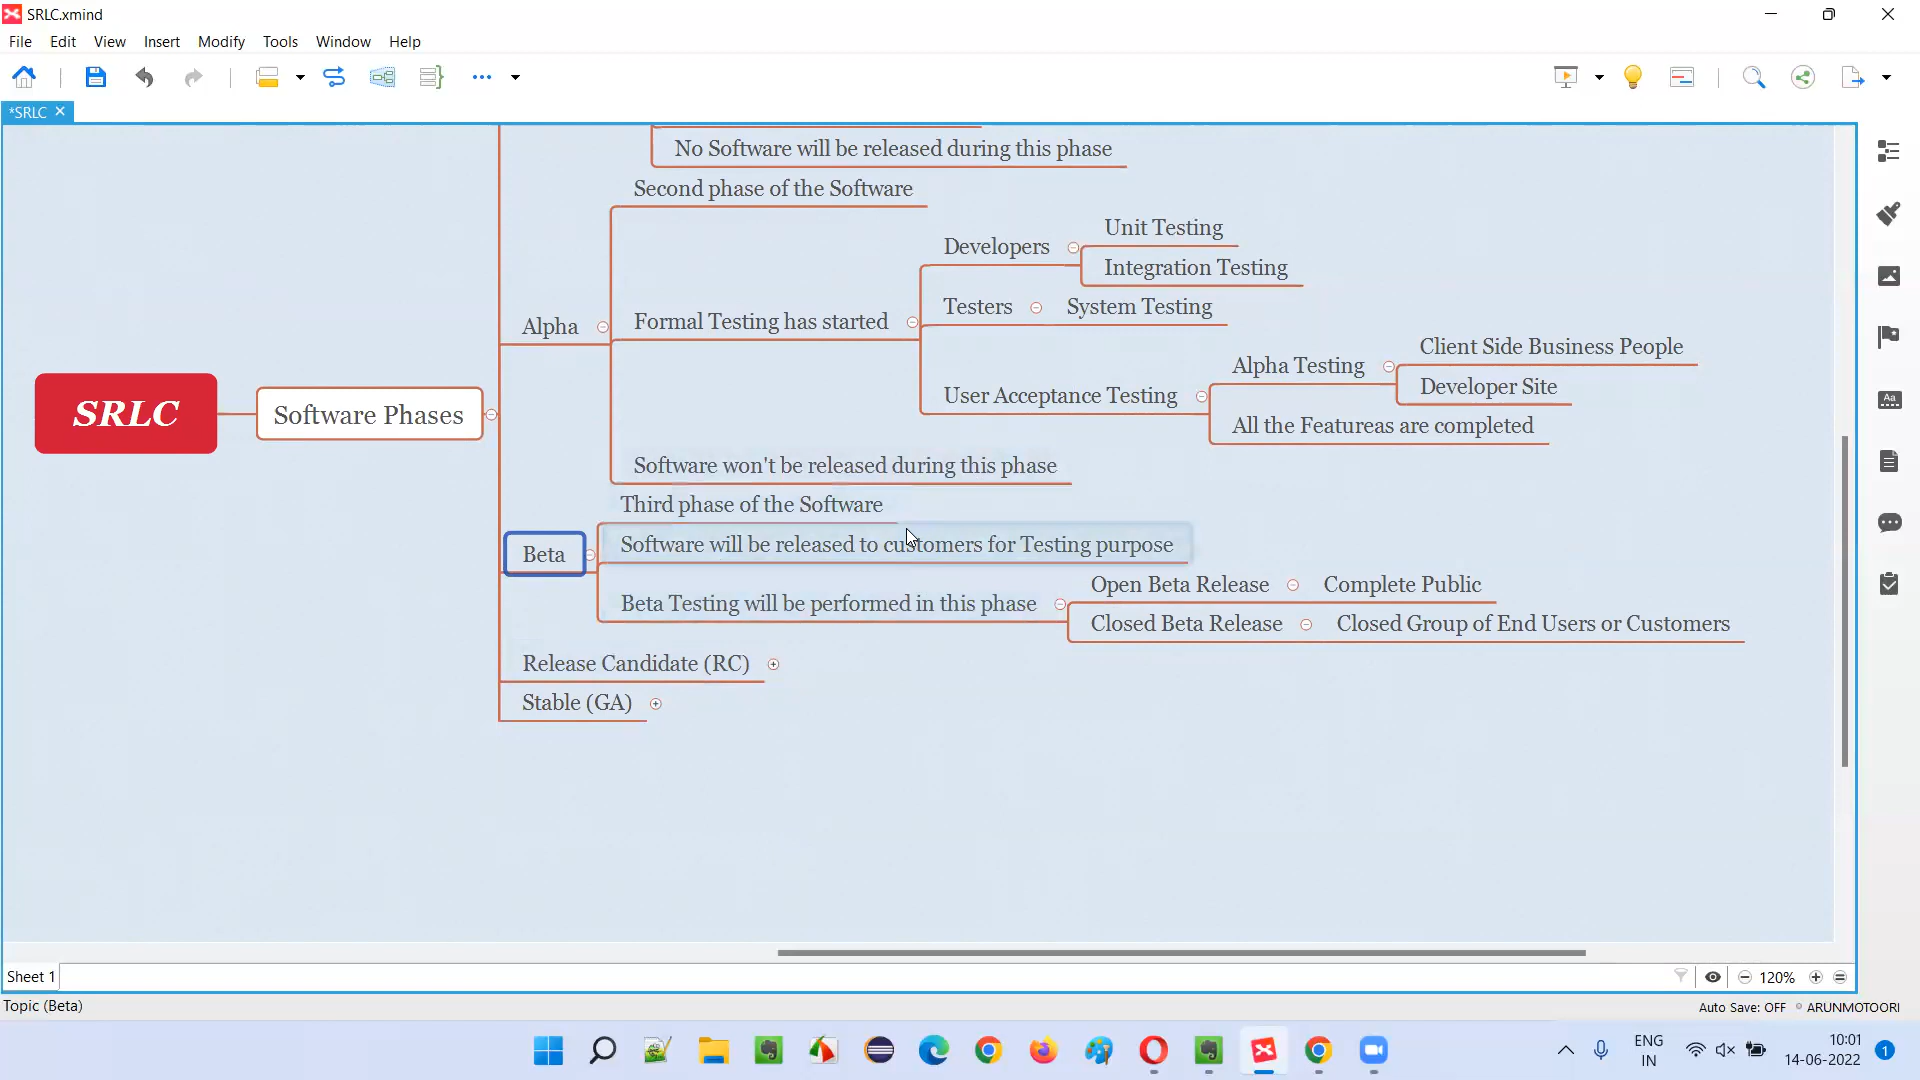 SRLC.xmind
File Edit View Insert Modify Tools Window Help
*SRLC
No Software will be released during this phase
Second phase of the Software
Unit Testing
Developers
Integration Testing
Testers
System Testing
Alpha
Formal Testing has started
Client Side Business People
Alpha Testing
Developer Site
User Acceptance Testing
All the Featureas are completed
SRLC
Software Phases
Software won't be released during this phase
Third phase of the Software
Beta
Software will be released to customers for Testing purpose
Open Beta Release
Complete Public
Beta Testing will be performed in this phase
Closed Beta Release
Closed Group of End Users or Customers
Release Candidate (RC)
Stable (GA)
Sheet 1
120%
Topic (Beta)
Auto Save: OFF
ARUNMOTOORI
ENG
IN
10:01
14-06-2022
1
Aa